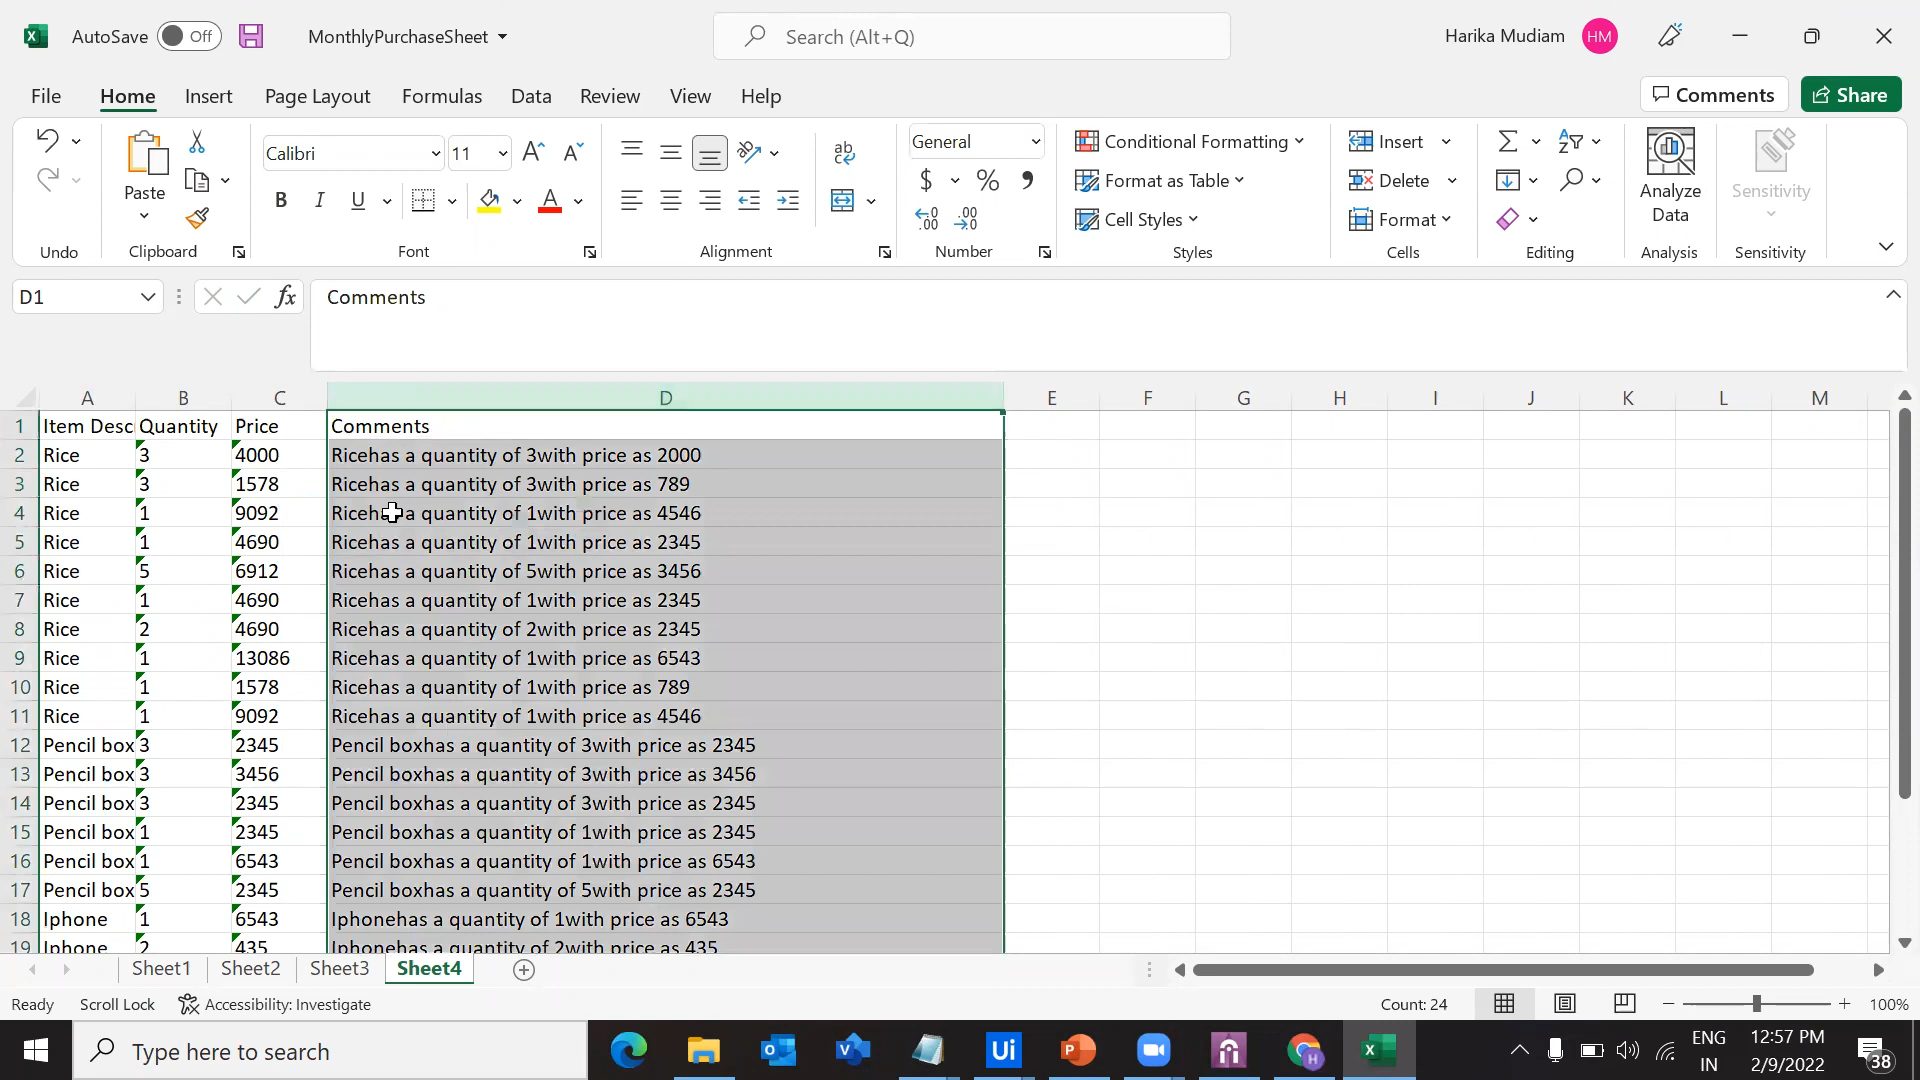 AutoSave Off MonthlyPurchaseSheet Search (Alt+Q) Harika Mudiam HM
File Home Insert Page Layout Formulas Data Review View Help Comments Share
Calibri 11 General Conditional Formatting Insert
Paste Format as Table Delete Analyze Data Sensitivity
B I U $ % Cell Styles Format
Undo Clipboard Font Alignment Number Styles Cells Editing Analysis Sensitivity
D1 fx Comments
A B C D E F G H I J K L M
1 Item Desc Quantity Price Comments
2 Rice 3 4000 Ricehas a quantity of 3with price as 2000
3 Rice 3 1578 Ricehas a quantity of 3with price as 789
4 Rice 1 9092 Ricehas a quantity of 1with price as 4546
5 Rice 1 4690 Ricehas a quantity of 1with price as 2345
6 Rice 5 6912 Ricehas a quantity of 5with price as 3456
7 Rice 1 4690 Ricehas a quantity of 1with price as 2345
8 Rice 2 4690 Ricehas a quantity of 2with price as 2345
9 Rice 1 13086 Ricehas a quantity of 1with price as 6543
10 Rice 1 1578 Ricehas a quantity of 1with price as 789
11 Rice 1 9092 Ricehas a quantity of 1with price as 4546
12 Pencil box 3 2345 Pencil boxhas a quantity of 3with price as 2345
13 Pencil box 3 3456 Pencil boxhas a quantity of 3with price as 3456
14 Pencil box 3 2345 Pencil boxhas a quantity of 3with price as 2345
15 Pencil box 1 2345 Pencil boxhas a quantity of 1with price as 2345
16 Pencil box 1 6543 Pencil boxhas a quantity of 1with price as 6543
17 Pencil box 5 2345 Pencil boxhas a quantity of 5with price as 2345
18 Iphone 1 6543 Iphonehas a quantity of 1with price as 6543
19 Iphone 2 435 Iphonehas a quantity of 2with price as 435
Sheet1 Sheet2 Sheet3 Sheet4
Ready Scroll Lock Accessibility: Investigate Count: 24 100%
Type here to search ENG 12:57 PM
IN 2/9/2022 38